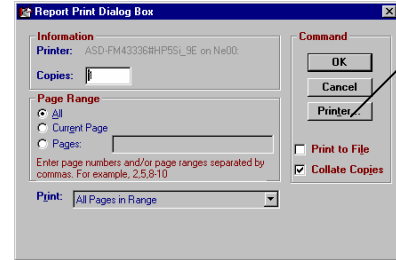 Report Print Dialog Box
Information
Printer: ASD-FM43336#HP5Si_9E on Ne00:
Copies: 1
Page Range
All
Current Page
Pages:
Enter page numbers and/or page ranges separated by
commas. For example, 2,5,8-10
Print: All Pages in Range
Command
OK
Cancel
Printer...
Print to File
Collate Copies